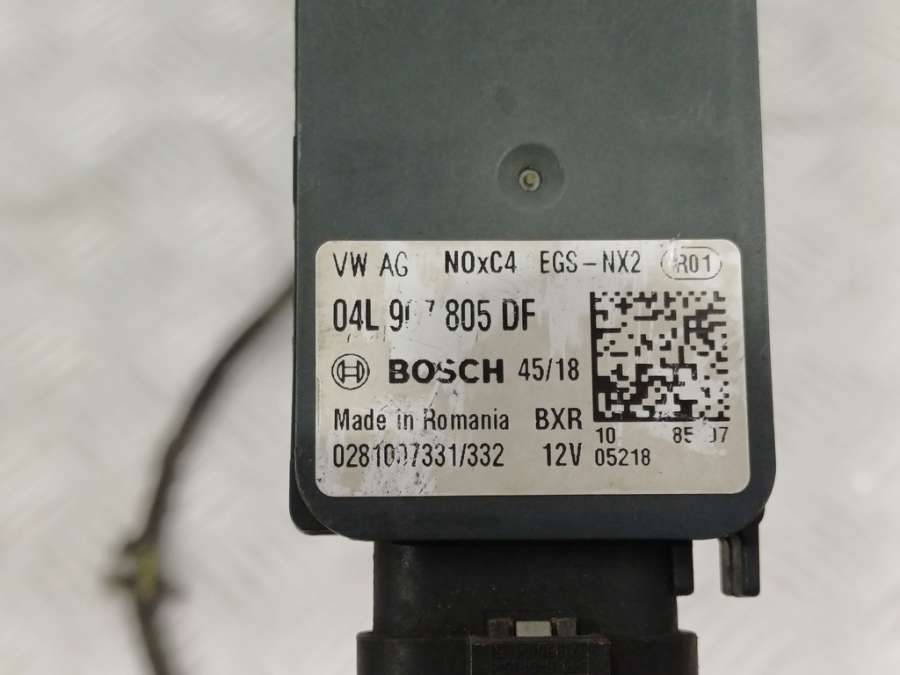 VW AG NOxC4 EGS-NX2 R01
04L 907 805 DF
BOSCH 45/18
Made in Romania BXR
0281007331/332 12V
10
05218